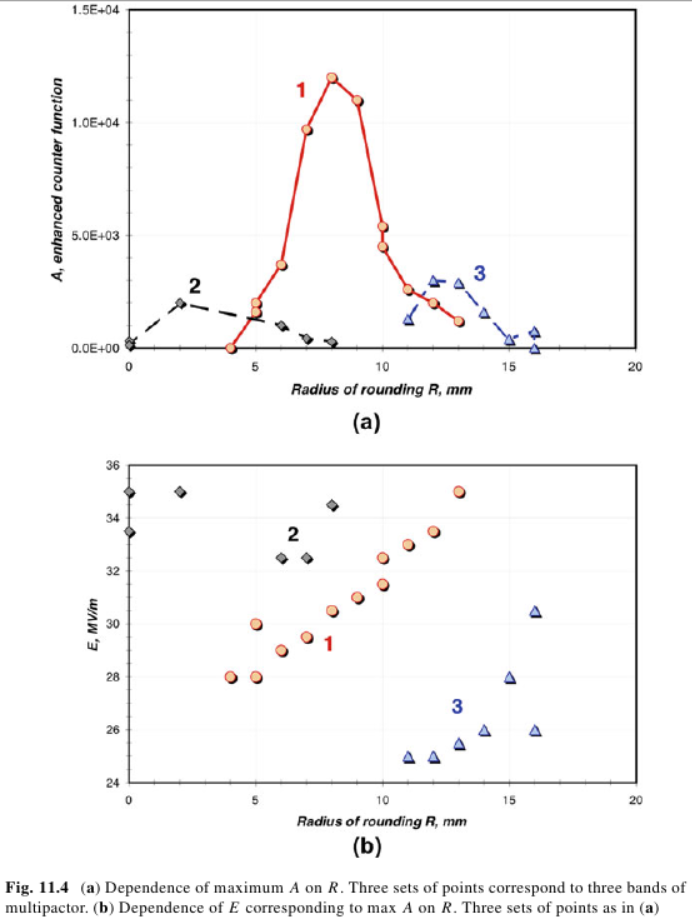 1.5E+04
1.0E+04
5.0E+03
0.0E+00
A, enhanced counter function
1
2
3
0 5 10 15 20
Radius of rounding R, mm
(a)
36
34
32
30
28
26
24
E, MV/m
2
1
3
0 5 10 15 20
Radius of rounding R, mm
(b)
Fig. 11.4 (a) Dependence of maximum A on R. Three sets of points correspond to three bands of
multipactor. (b) Dependence of E corresponding to max A on R. Three sets of points as in (a)